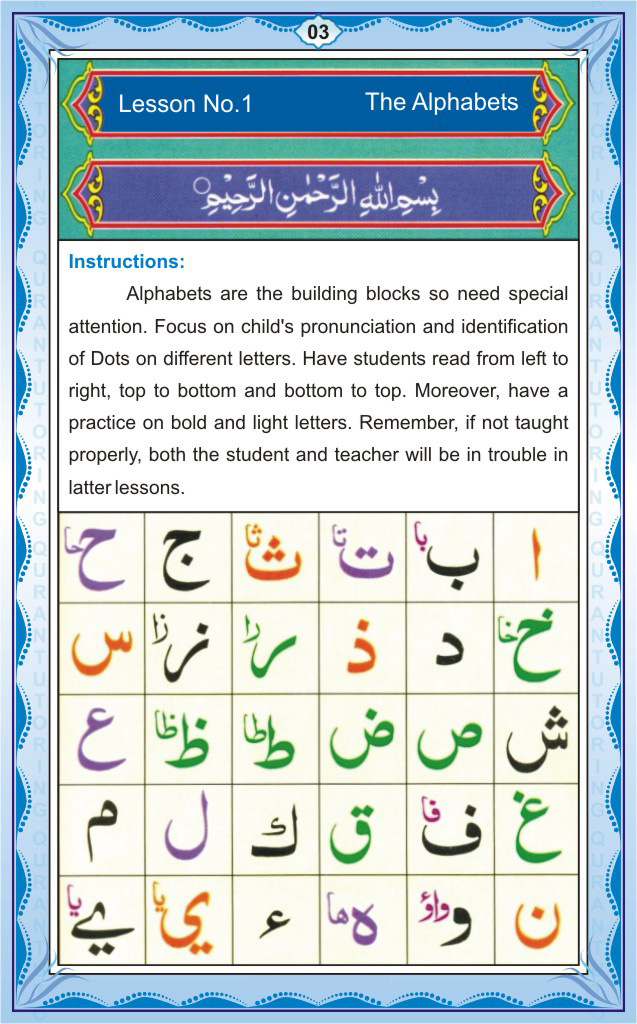 03
Lesson No.1 The Alphabets
بِسْمِ اللهِ الرَّحْمٰنِ الرَّحِيْمِ ○
Instructions:
Alphabets are the building blocks so need special
attention. Focus on child's pronunciation and identification
of Dots on different letters. Have students read from left to
right, top to bottom and bottom to top. Moreover, have a
practice on bold and light letters. Remember, if not taught
properly, both the student and teacher will be in trouble in
latter lessons.
ا ب با ت تا ث ثا ج ح حا
خ خا د ذ ر را ز زا س
ش ص ض ط طا ظ ظا ع
غ ف فا ق ك ل م
ن و واؤ ه ها ء ي يا ے يا
QURAN TUTORING QURAN TUTORING
QURAN TUTORING QURAN TUTORING